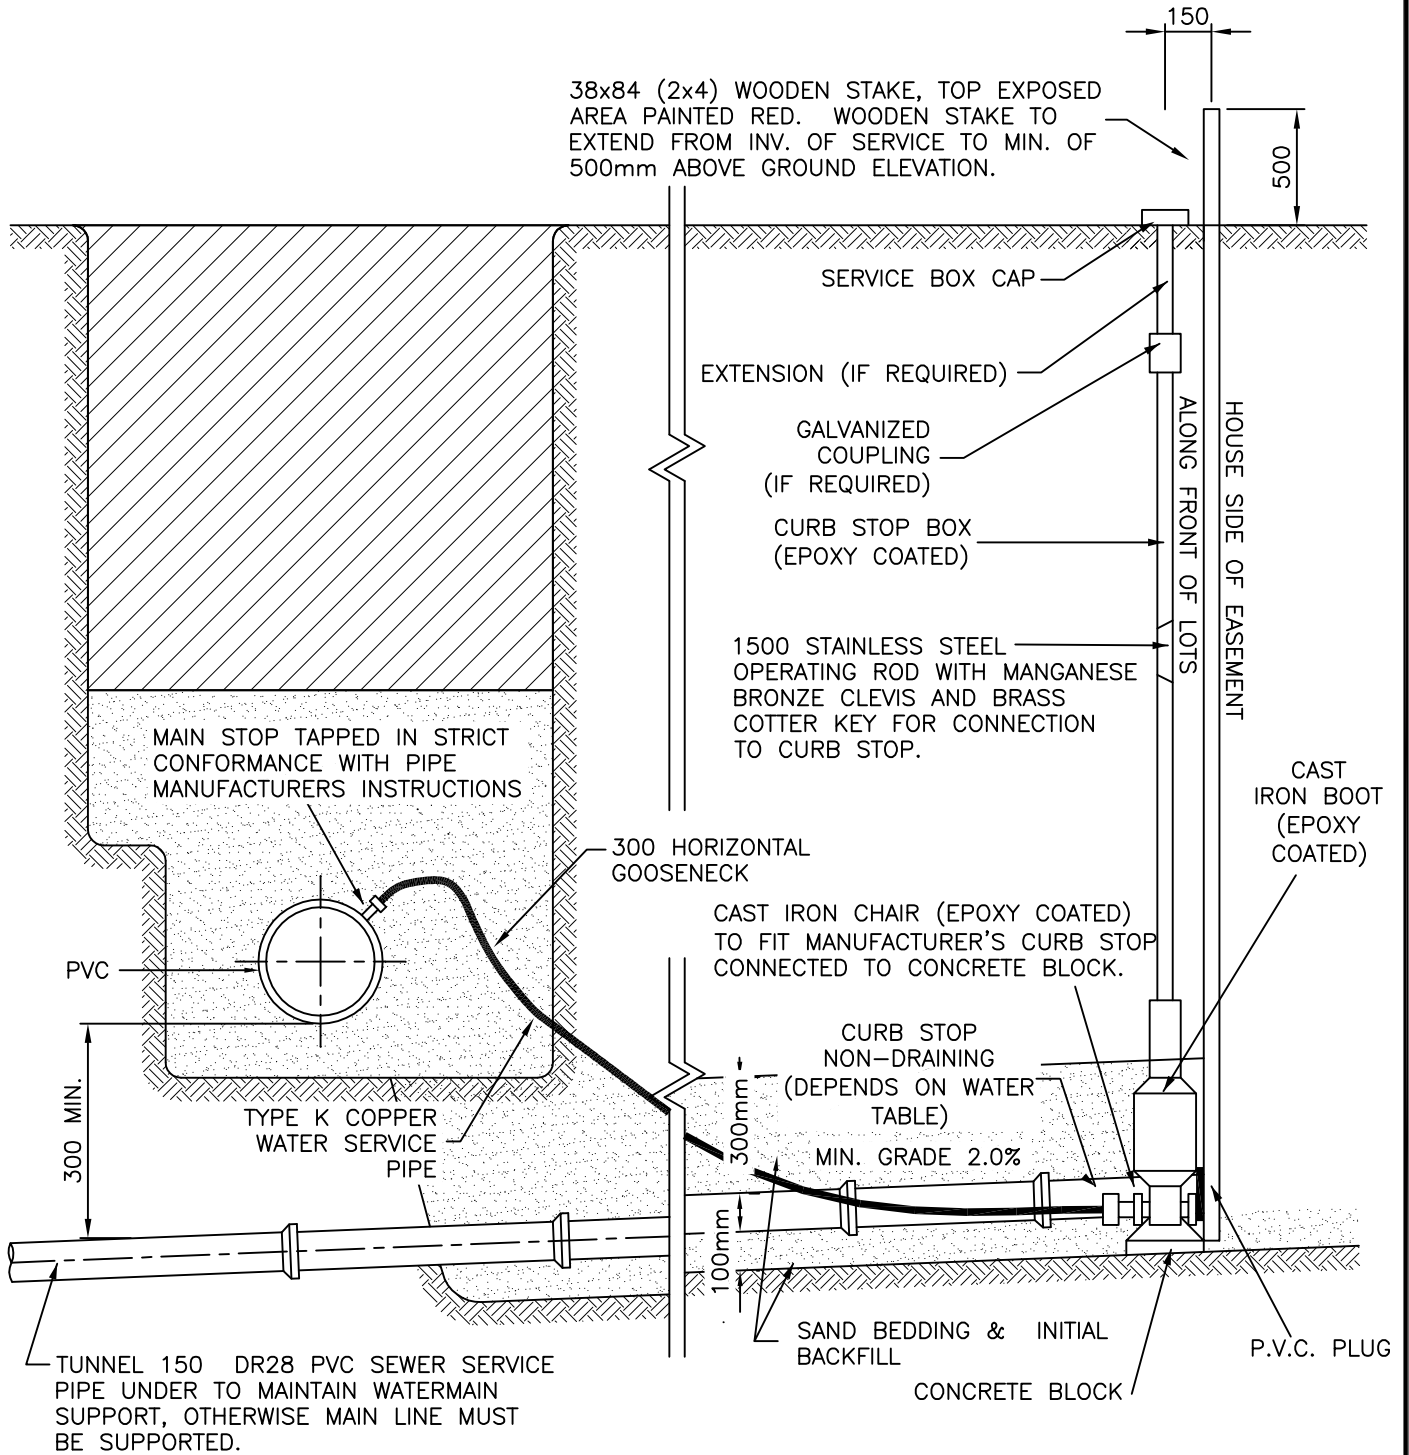 150
38x84 (2x4) WOODEN STAKE, TOP EXPOSED
AREA PAINTED RED. WOODEN STAKE TO
EXTEND FROM INV. OF SERVICE TO MIN. OF
500mm ABOVE GROUND ELEVATION.
500
SERVICE BOX CAP
EXTENSION (IF REQUIRED)
GALVANIZED
COUPLING
(IF REQUIRED)
ALONG FRONT OF LOTS
HOUSE SIDE OF EASEMENT
CURB STOP BOX
(EPOXY COATED)
1500 STAINLESS STEEL
OPERATING ROD WITH MANGANESE
BRONZE CLEVIS AND BRASS
COTTER KEY FOR CONNECTION
TO CURB STOP.
MAIN STOP TAPPED IN STRICT
CONFORMANCE WITH PIPE
MANUFACTURERS INSTRUCTIONS
CAST
IRON BOOT
(EPOXY
COATED)
300 HORIZONTAL
GOOSENECK
CAST IRON CHAIR (EPOXY COATED)
TO FIT MANUFACTURER'S CURB STOP
CONNECTED TO CONCRETE BLOCK.
PVC
CURB STOP
NON-DRAINING
(DEPENDS ON WATER
TABLE)
300 MIN.
TYPE K COPPER
WATER SERVICE
PIPE
300mm
MIN. GRADE 2.0%
100mm
SAND BEDDING & INITIAL
BACKFILL
P.V.C. PLUG
CONCRETE BLOCK
TUNNEL 150 DR28 PVC SEWER SERVICE
PIPE UNDER TO MAINTAIN WATERMAIN
SUPPORT, OTHERWISE MAIN LINE MUST
BE SUPPORTED.